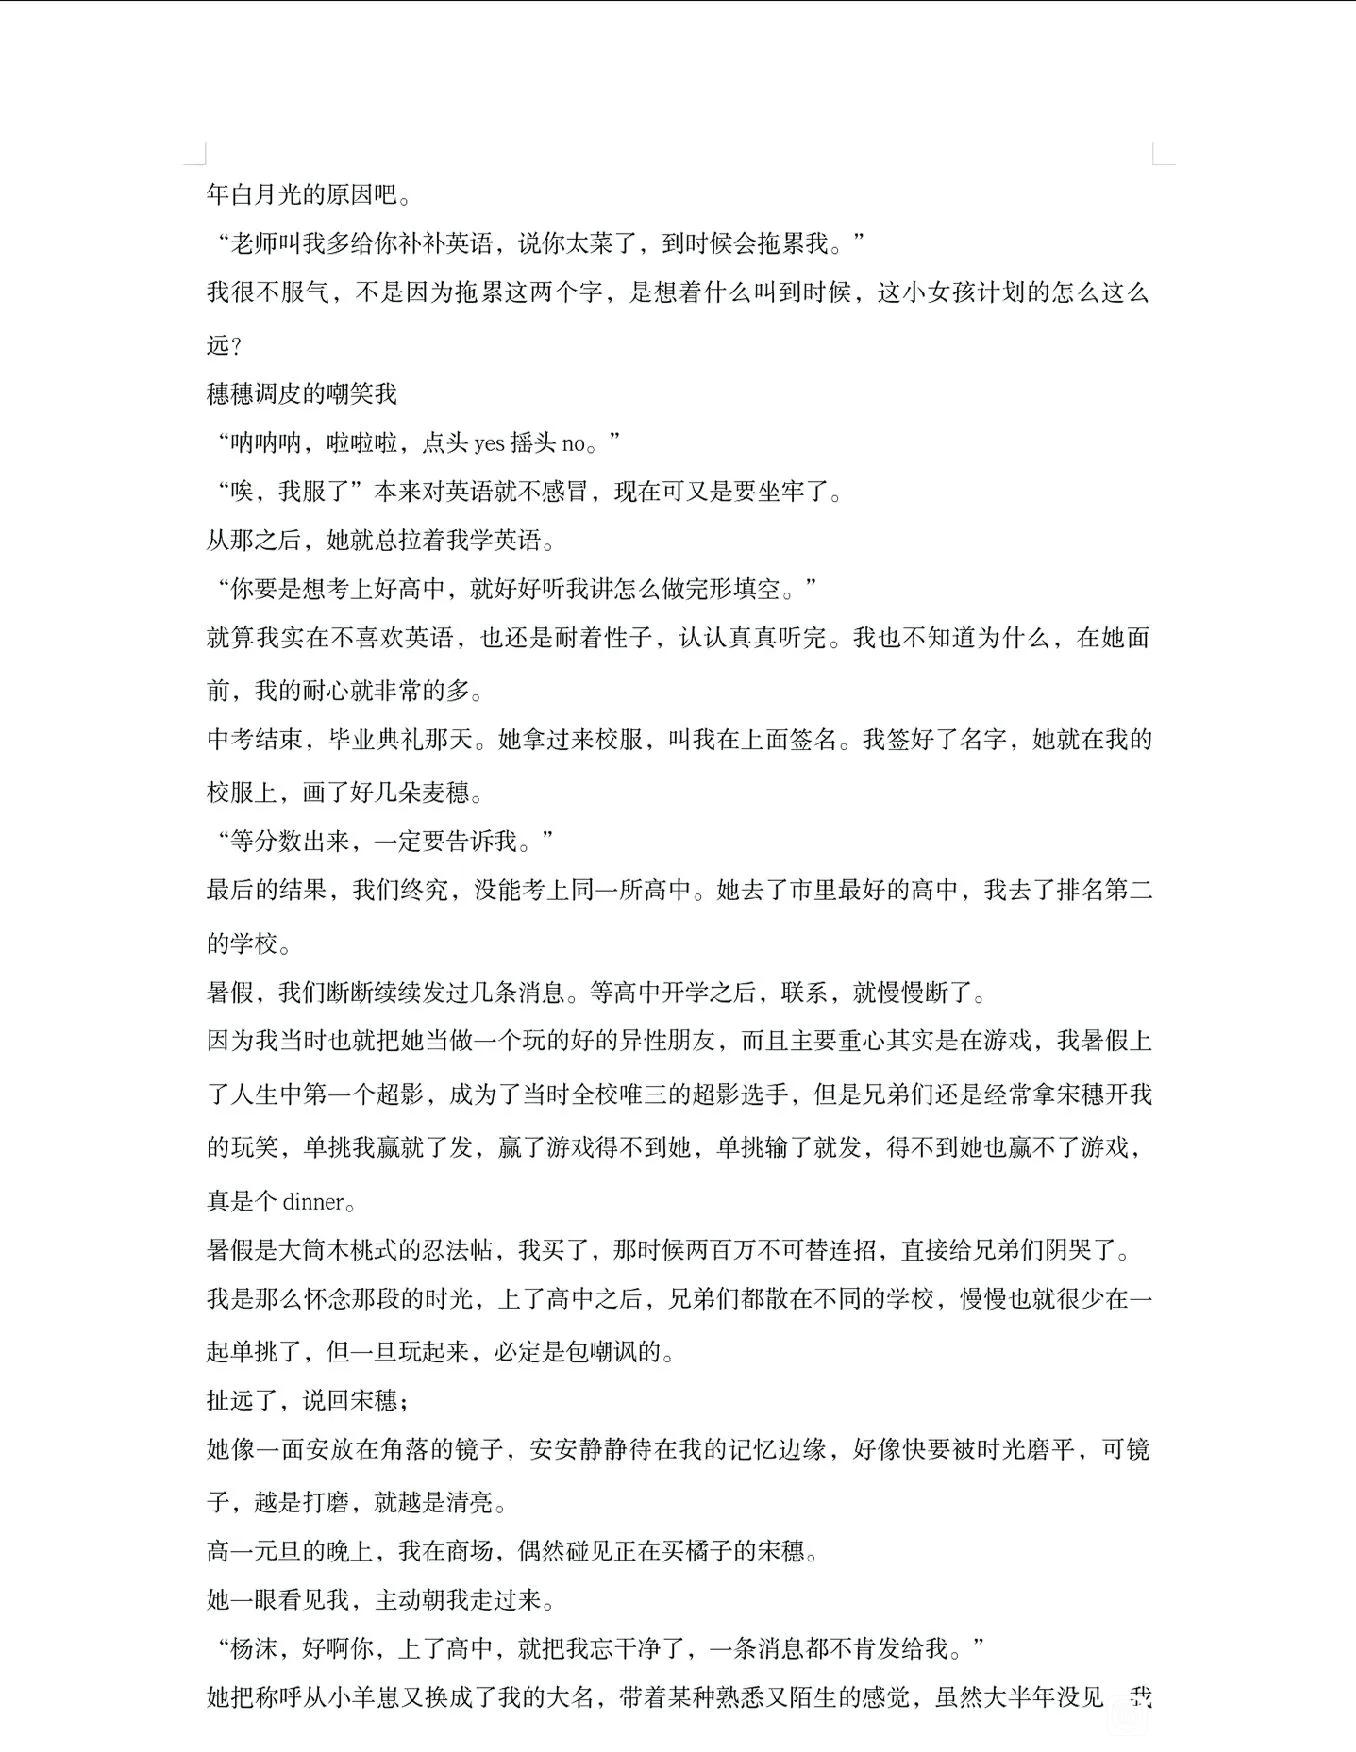 年白月光的原因吧。
“老师叫我多给你补补英语，说你太菜了，到时候会拖累我。”
我很不服气，不是因为拖累这两个字，是想着什么叫到时候，这小女孩计划的怎么这么
远？
穗穗调皮的嘲笑我
“呐呐呐，啦啦啦，点头 yes 摇头 no。”
“唉，我服了”本来对英语就不感冒，现在可又是要坐牢了。
从那之后，她就总拉着我学英语。
“你要是想考上好高中，就好好听我讲怎么做完形填空。”
就算我实在不喜欢英语，也还是耐着性子，认认真真听完。我也不知道为什么，在她面
前，我的耐心就非常的多。
中考结束，毕业典礼那天。她拿过来校服，叫我在上面签名。我签好了名字，她就在我的
校服上，画了好几朵麦穗。
“等分数出来，一定要告诉我。”
最后的结果，我们终究，没能考上同一所高中。她去了市里最好的高中，我去了排名第二
的学校。
暑假，我们断断续续发过几条消息。等高中开学之后，联系，就慢慢断了。
因为我当时也就把她当做一个玩的好的异性朋友，而且主要重心其实是在游戏，我暑假上
了人生中第一个超影，成为了当时全校唯三的超影选手，但是兄弟们还是经常拿宋穗开我
的玩笑，单挑我赢就了发，赢了游戏得不到她，单挑输了就发，得不到她也赢不了游戏，
真是个 dinner。
暑假是大筒木桃式的忍法帖，我买了，那时候两百万不可替连招，直接给兄弟们阴哭了。
我是那么怀念那段的时光，上了高中之后，兄弟们都散在不同的学校，慢慢也就很少在一
起单挑了，但一旦玩起来，必定是包嘲讽的。
扯远了，说回宋穗；
她像一面安放在角落的镜子，安安静静待在我的记忆边缘，好像快要被时光磨平，可镜
子，越是打磨，就越是清亮。
高一元旦的晚上，我在商场，偶然碰见正在买橘子的宋穗。
她一眼看见我，主动朝我走过来。
“杨沫，好啊你，上了高中，就把我忘干净了，一条消息都不肯发给我。”
她把称呼从小羊崽又换成了我的大名，带着某种熟悉又陌生的感觉，虽然大半年没见 我